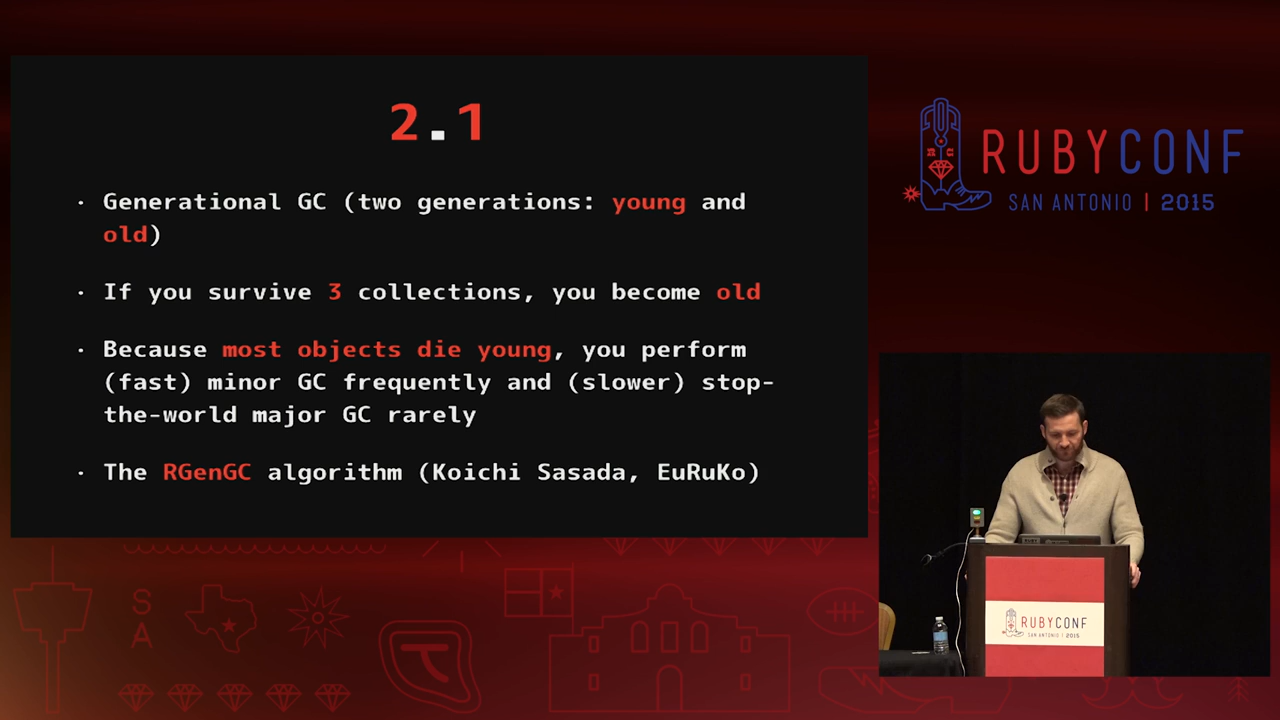 2.1
· Generational GC (two generations: young and
old)
· If you survive 3 collections, you become old
· Because most objects die young, you perform
(fast) minor GC frequently and (slower) stop-
the-world major GC rarely
· The RGenGC algorithm (Koichi Sasada, EuRuKo)
RUBYCONF
SAN ANTONIO | 2015
S
A
RUBYCONF
SAN ANTONIO | 2015